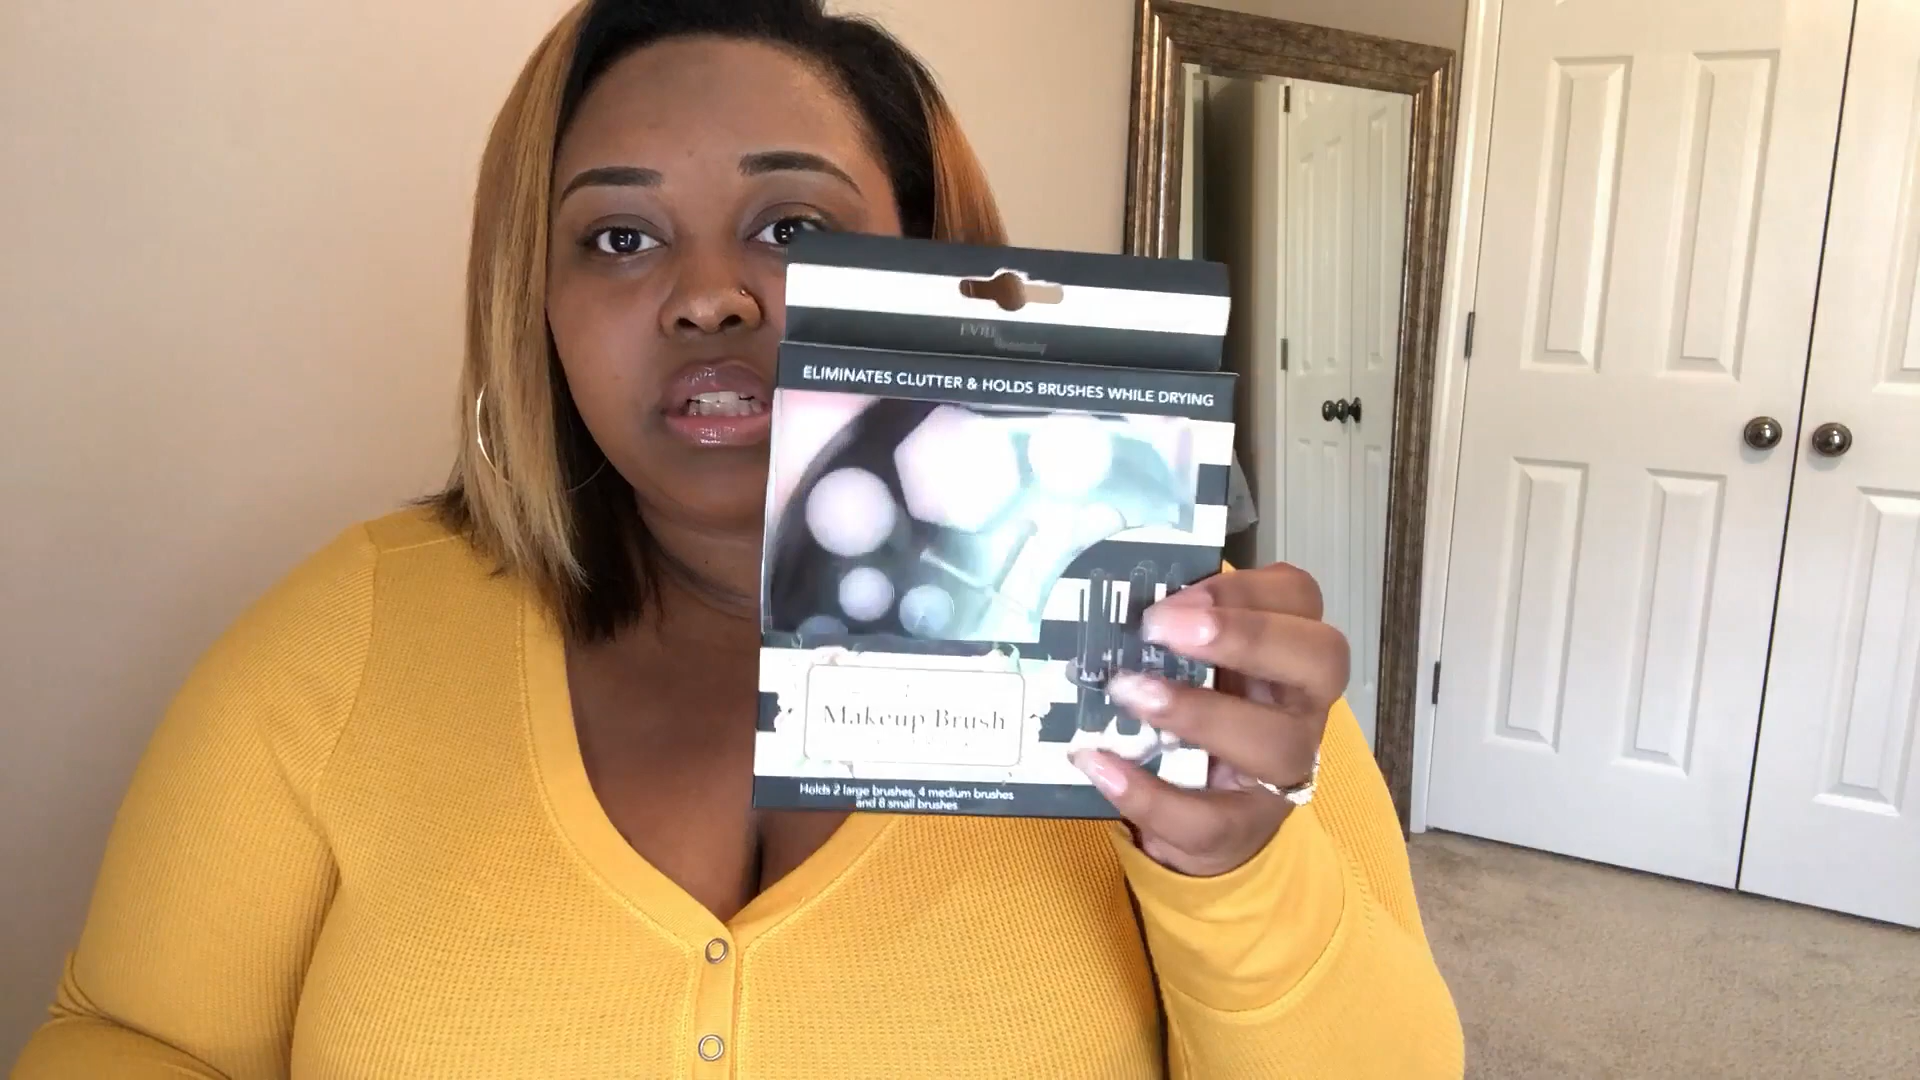 ELIMINATES CLUTTER & HOLDS BRUSHES WHILE DRYING
Makeup Brush
Holds 2 large brushes, 4 medium brushes
and 8 small brushes